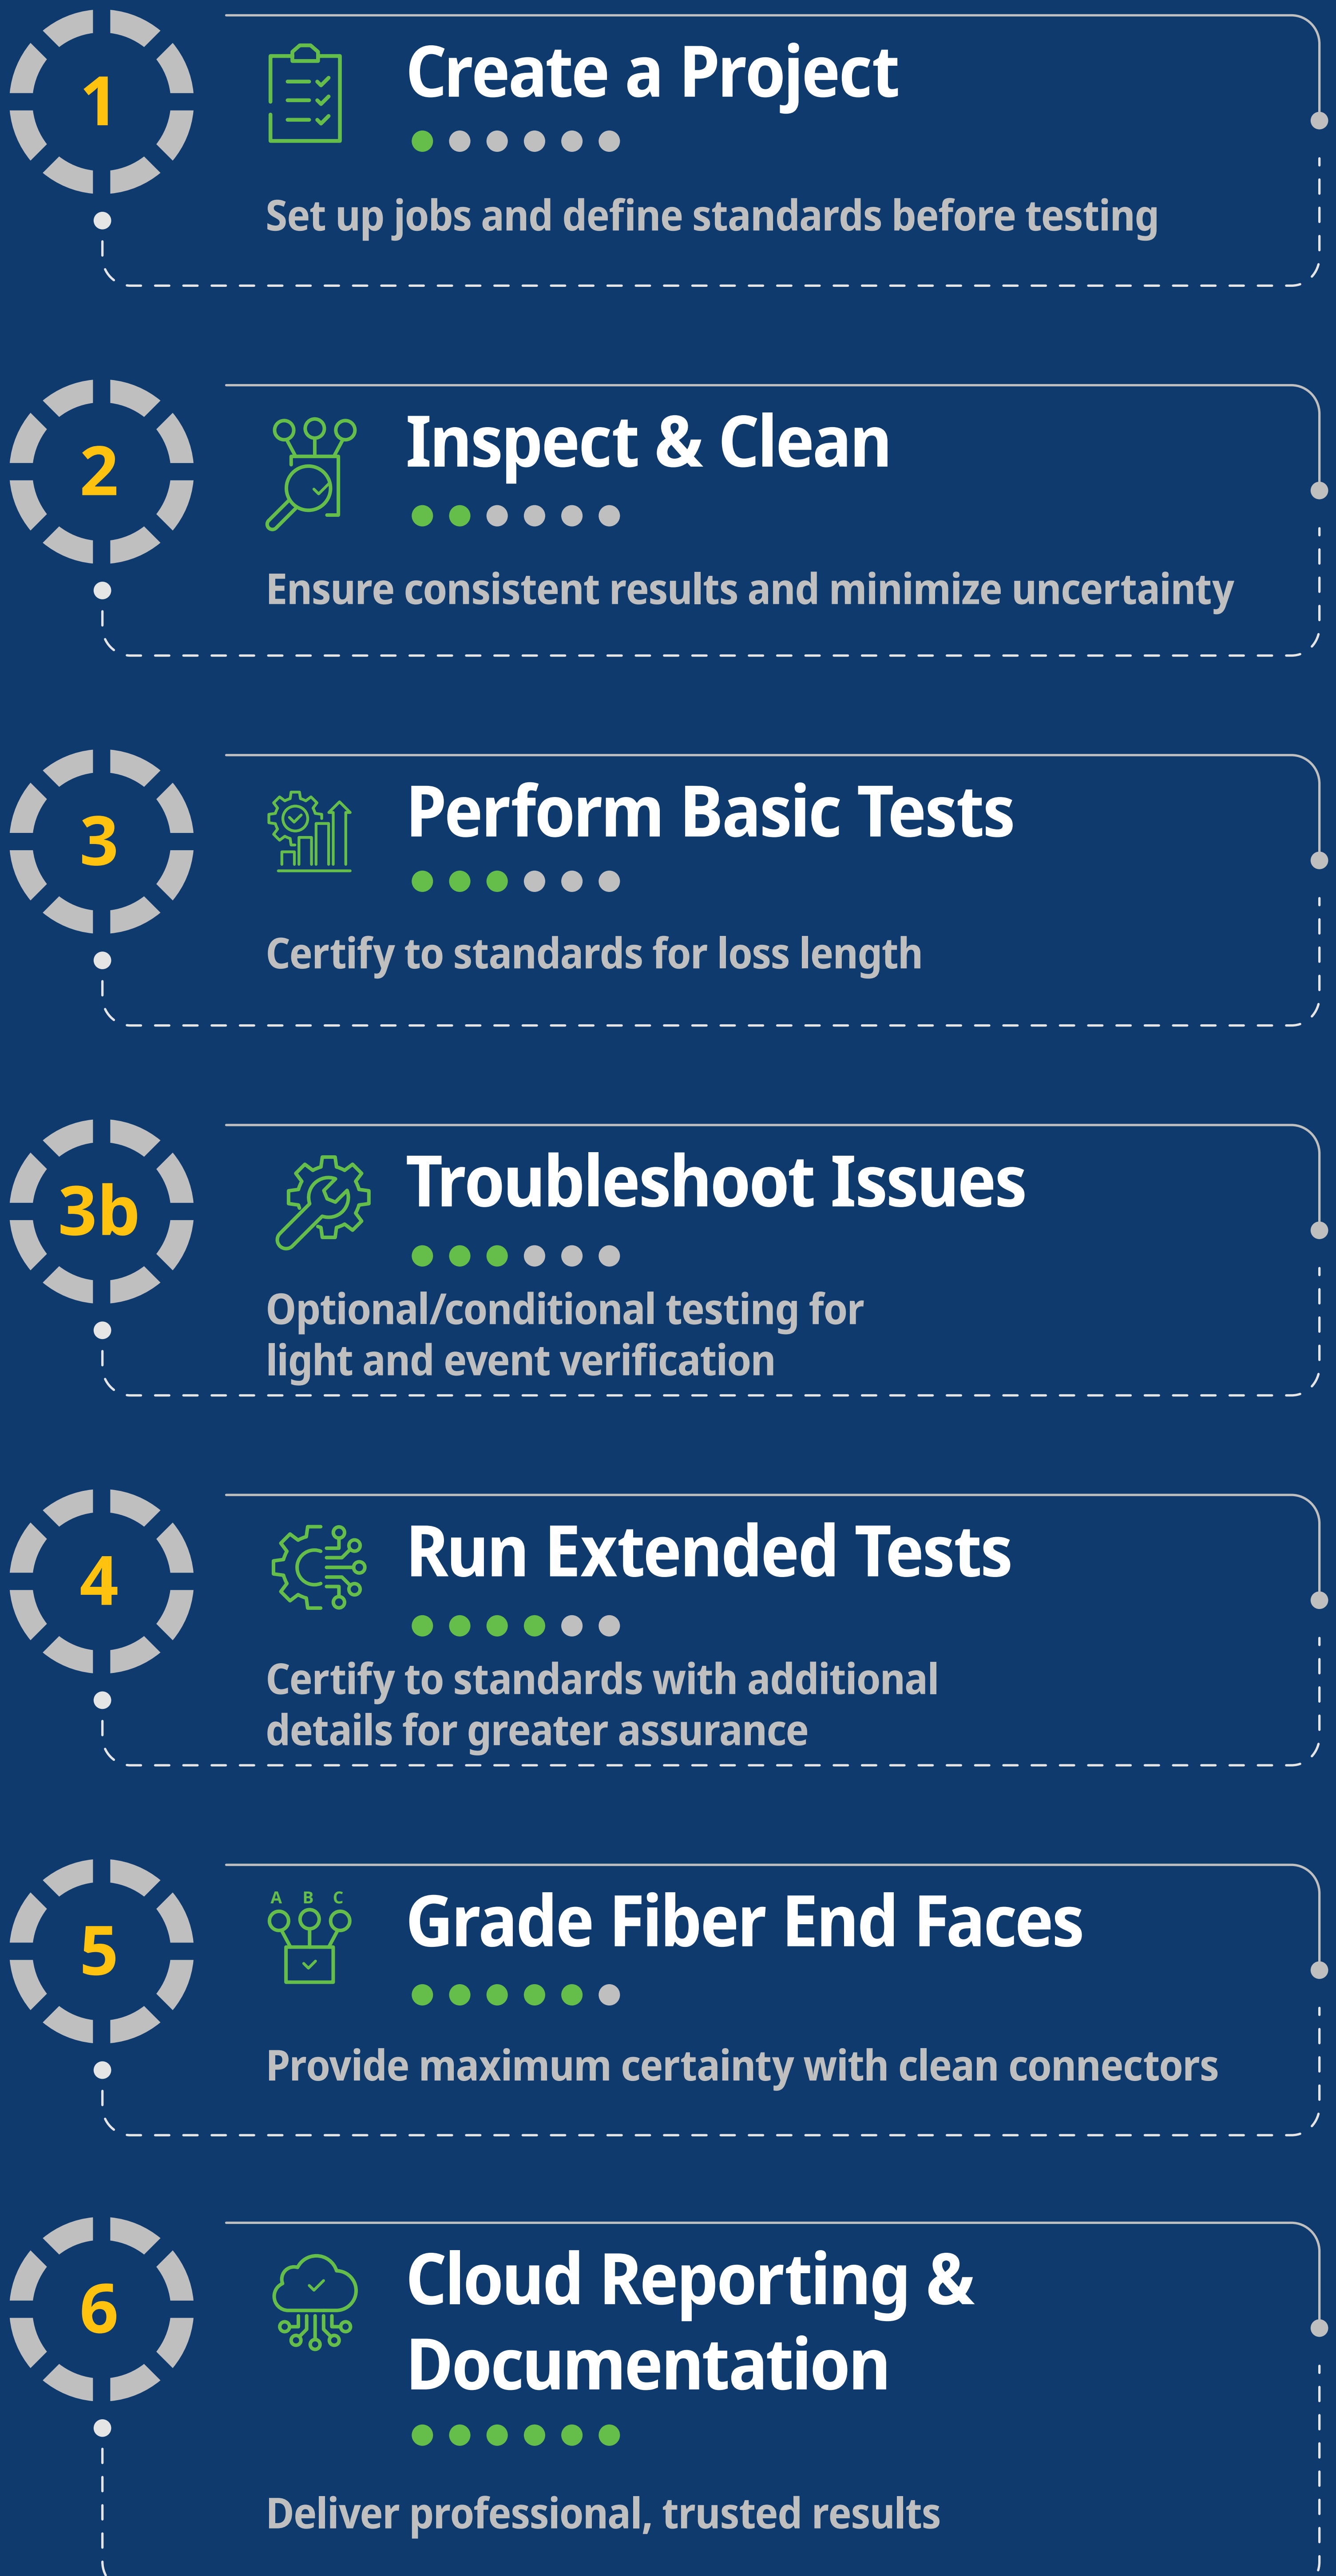 1
Create a Project
Set up jobs and define standards before testing
2
Inspect & Clean
Ensure consistent results and minimize uncertainty
3
Perform Basic Tests
Certify to standards for loss length
3b
Troubleshoot Issues
Optional/conditional testing for
light and event verification
4
Run Extended Tests
Certify to standards with additional
details for greater assurance
5
A B C
Grade Fiber End Faces
Provide maximum certainty with clean connectors
6
Cloud Reporting &
Documentation
Deliver professional, trusted results